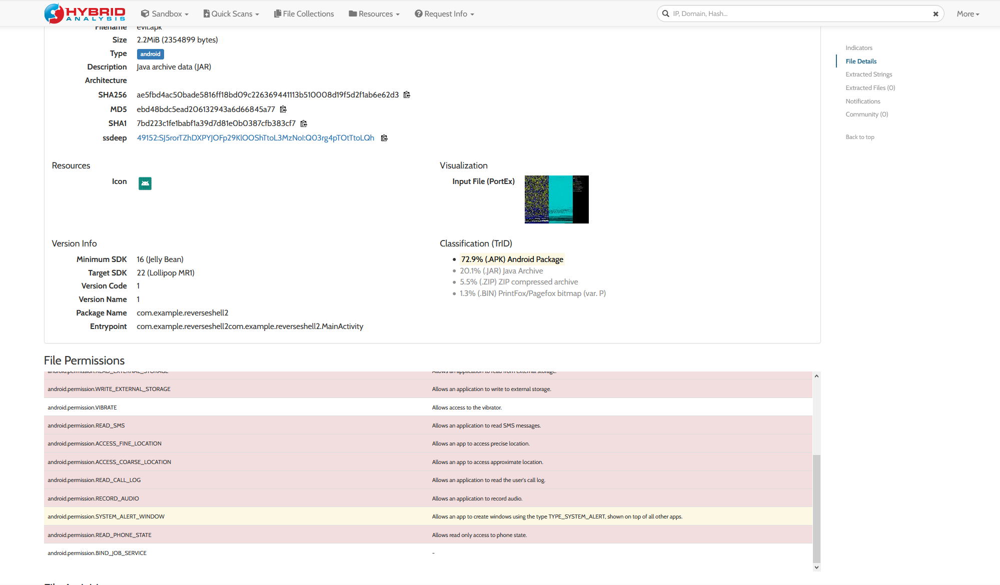 HYBRID
ANALYSIS
Sandbox
Quick Scans
File Collections
Resources
Request Info
IP, Domain, Hash...
More
Filename evil.apk
Size 2.2MiB (2354899 bytes)
Type android
Description Java archive data (JAR)
Architecture
SHA256 ae5fbd4ac50bade5816ff18bd09c226369441113b510008d19f5d2f1ab6e62d3
MD5 ebd48bdc5ead206132943a6d66845a77
SHA1 7bd223c1fe1babf1a39d7d81e0b0387cfb383cf7
ssdeep 49152:SJ5rorTZhDXPYJOFp29KlOOShTtoL3MzNoI:Q03rg4pTOtTtoLQh
Resources
Icon
Visualization
Input File (PortEx)
Version Info
Minimum SDK 16 (Jelly Bean)
Target SDK 22 (Lollipop MR1)
Version Code 1
Version Name 1
Package Name com.example.reverseshell2
Entrypoint com.example.reverseshell2com.example.reverseshell2.MainActivity
Classification (TrID)
72.9% (.APK) Android Package
20.1% (.JAR) Java Archive
5.5% (.ZIP) ZIP compressed archive
1.3% (.BIN) PrintFox/Pagefox bitmap (var. P)
File Permissions
android.permission.READ_EXTERNAL_STORAGE Allows an application to read from external storage.
android.permission.WRITE_EXTERNAL_STORAGE Allows an application to write to external storage.
android.permission.VIBRATE Allows access to the vibrator.
android.permission.READ_SMS Allows an application to read SMS messages.
android.permission.ACCESS_FINE_LOCATION Allows an app to access precise location.
android.permission.ACCESS_COARSE_LOCATION Allows an app to access approximate location.
android.permission.READ_CALL_LOG Allows an application to read the user's call log.
android.permission.RECORD_AUDIO Allows an application to record audio.
android.permission.SYSTEM_ALERT_WINDOW Allows an app to create windows using the type TYPE_SYSTEM_ALERT, shown on top of all other apps.
android.permission.READ_PHONE_STATE Allows read only access to phone state.
android.permission.BIND_JOB_SERVICE -
Indicators
File Details
Extracted Strings
Extracted Files (0)
Notifications
Community (0)
Back to top